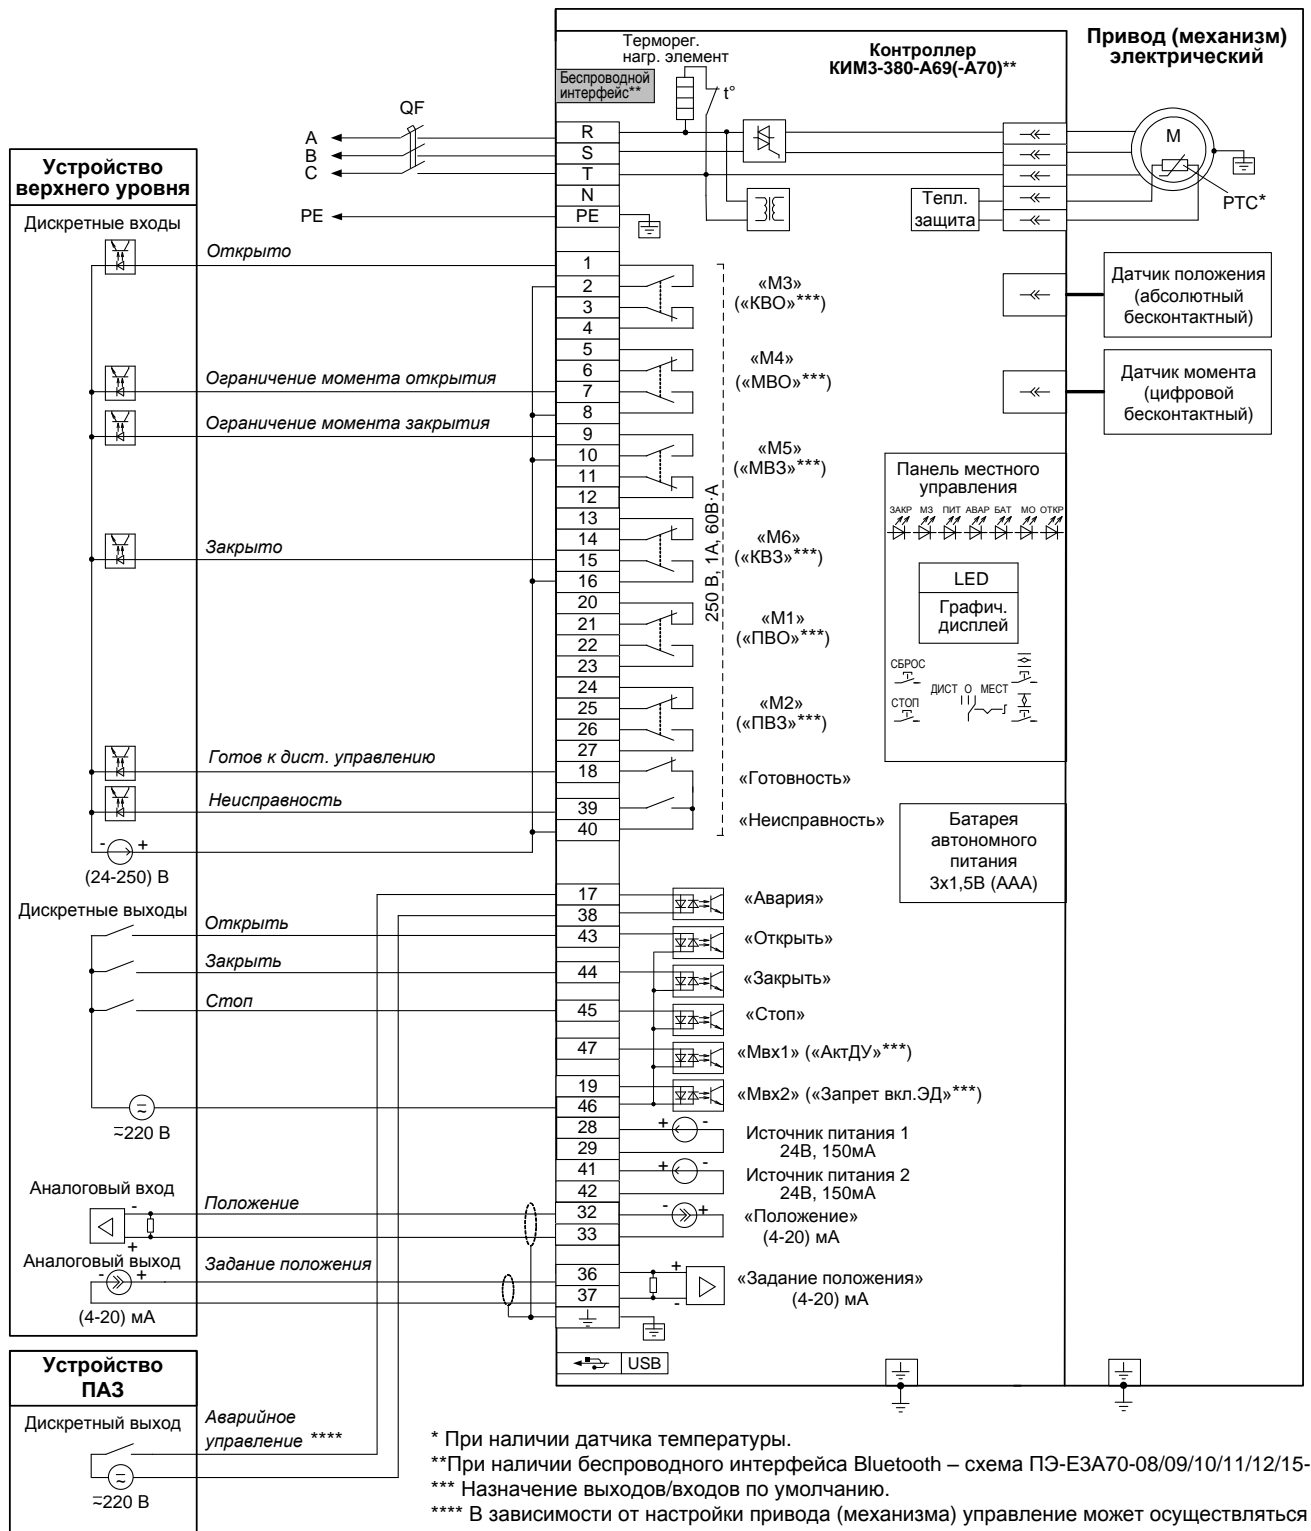 Привод (механизм)
электрический
Контроллер
КИМ3-380-А69(-А70)**
Терморег.
нагр. элемент
t°
Беспроводной
интерфейс**
QF
A
B
C
PE
R
S
T
N
PE
Тепл.
защита
M
PTC*
Устройство
верхнего уровня
Дискретные входы
Открыто
1
2
3
4
«М3»
(«КВО»***)
Датчик положения
(абсолютный
бесконтактный)
5
6
7
8
«М4»
(«МВО»***)
Ограничение момента открытия
Датчик момента
(цифровой
бесконтактный)
Ограничение момента закрытия
9
10
11
12
«М5»
(«МВЗ»***)
250 В, 1А, 60В·А
Закрыто
13
14
15
16
«М6»
(«КВЗ»***)
Панель местного
управления
ЗАКР МЗ ПИТ АВАР БАТ МО ОТКР
LED
Графич.
дисплей
СБРОС
СТОП
ДИСТ О МЕСТ
20
21
22
23
«М1»
(«ПВО»***)
24
25
26
27
«М2»
(«ПВЗ»***)
Готов к дист. управлению
18
«Готовность»
Неисправность
39
40
«Неисправность»
Батарея
автономного
питания
3х1,5В (ААА)
- +
(24-250) В
Дискретные выходы
17
38
«Авария»
Открыть
43
«Открыть»
Закрыть
44
«Закрыть»
Стоп
45
«Стоп»
47
«Мвх1» («АктДУ»***)
19
46
«Мвх2» («Запрет вкл.ЭД»***)
≂220 В
28
29
+ -
Источник питания 1
24В, 150мА
41
42
+ -
Источник питания 2
24В, 150мА
Аналоговый вход
-
+
Положение
32
33
- +
«Положение»
(4-20) мА
Аналоговый выход
- +
(4-20) мА
Задание положения
36
37
+
-
«Задание положения»
(4-20) мА
USB
Устройство
ПАЗ
Дискретный выход
≂220 В
Аварийное
управление ****
* При наличии датчика температуры.
**При наличии беспроводного интерфейса Bluetooth – схема ПЭ-Е3А70-08/09/10/11/12/15-
*** Назначение выходов/входов по умолчанию.
**** В зависимости от настройки привода (механизма) управление может осуществляться